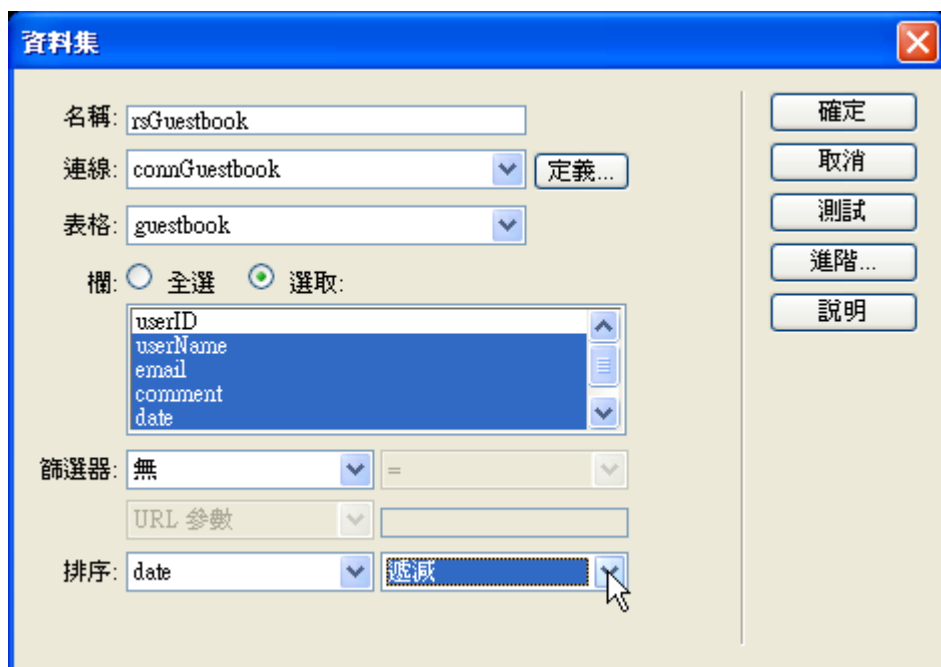 資料集
名稱: rsGuestbook
連線: connGuestbook 定義...
表格: guestbook
欄: 全選 選取:
userID
userName
email
comment
date
篩選器: 無 =
URL 參數
排序: date 遞減
確定
取消
測試
進階...
說明